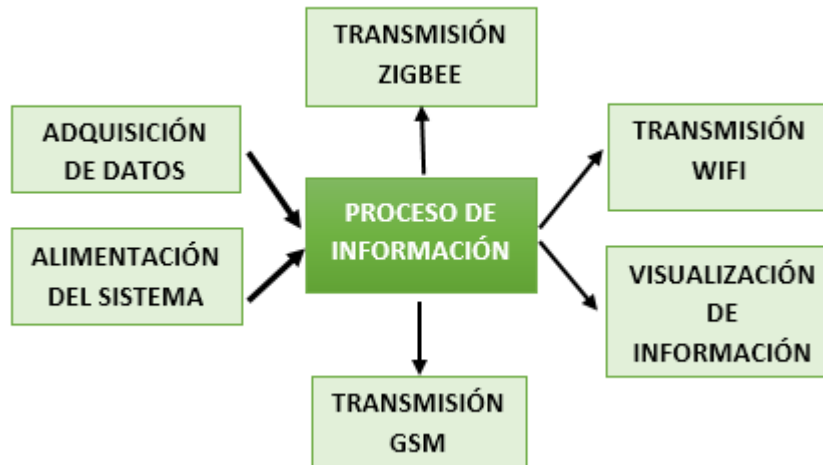 TRANSMISIÓN
ZIGBEE
ADQUISICIÓN
DE DATOS
TRANSMISIÓN
WIFI
PROCESO DE
INFORMACIÓN
ALIMENTACIÓN
DEL SISTEMA
VISUALIZACIÓN
DE
INFORMACIÓN
TRANSMISIÓN
GSM